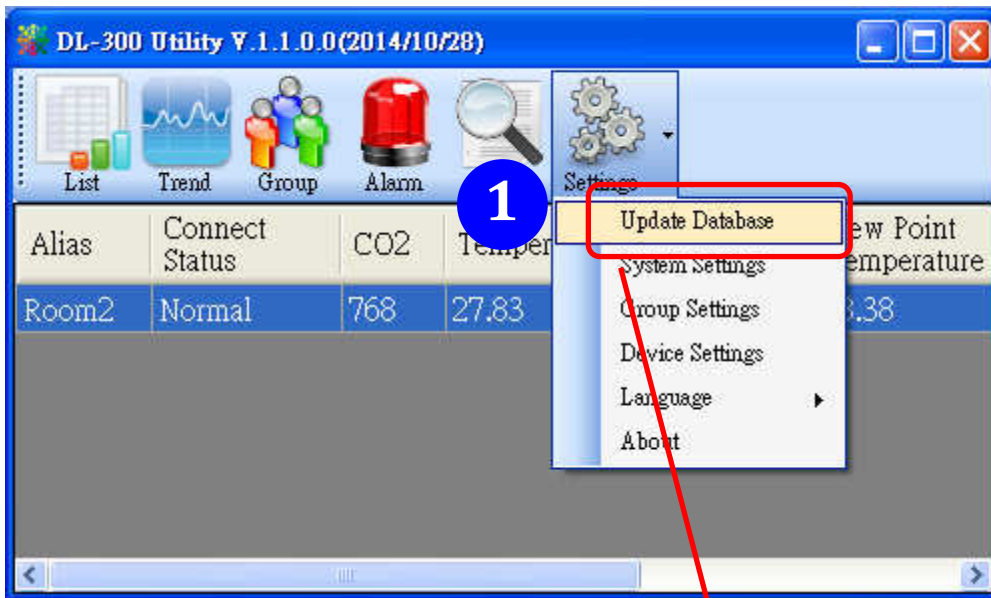 DL-300 Utility V.1.1.0.0(2014/10/28)
List
Trend
Group
Alarm
Settings
1
Alias
Connect
Status
CO2
Temper
ew Point
emperature
Update Database
System Settings
Group Settings
Device Settings
Language
About
Room2
Normal
768
27.83
.38